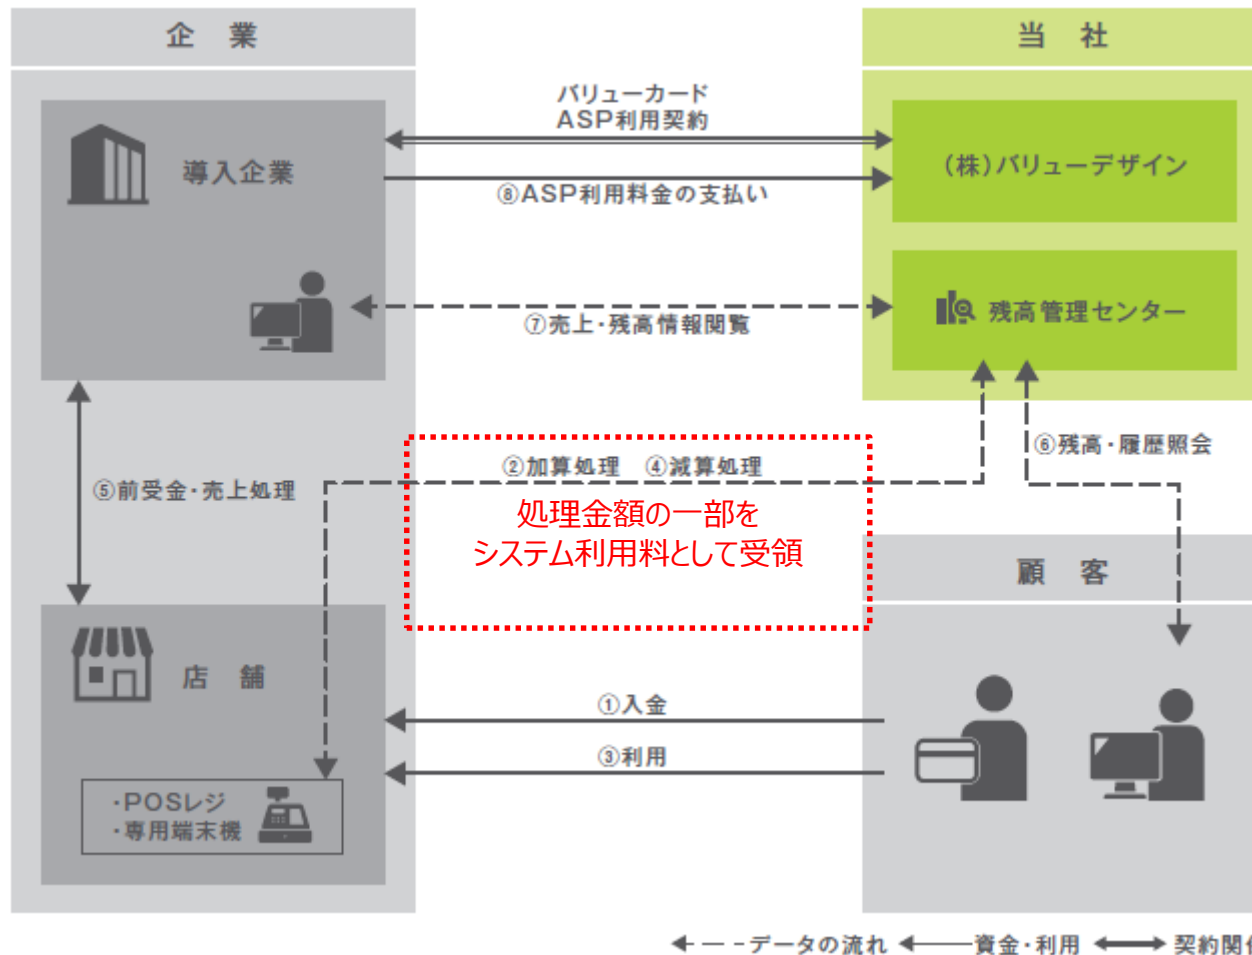 企 業
当 社
バリューカード
ASP利用契約
導入企業
(株)バリューデザイン
⑧ASP利用料金の支払い
⑦売上・残高情報閲覧
残高管理センター
⑥残高・履歴照会
②加算処理 ④減算処理
⑤前受金・売上処理
処理金額の一部を
システム利用料として受領
顧 客
店 舗
①入金
③利用
・POSレジ
・専用端末機
データの流れ 資金・利用 契約関